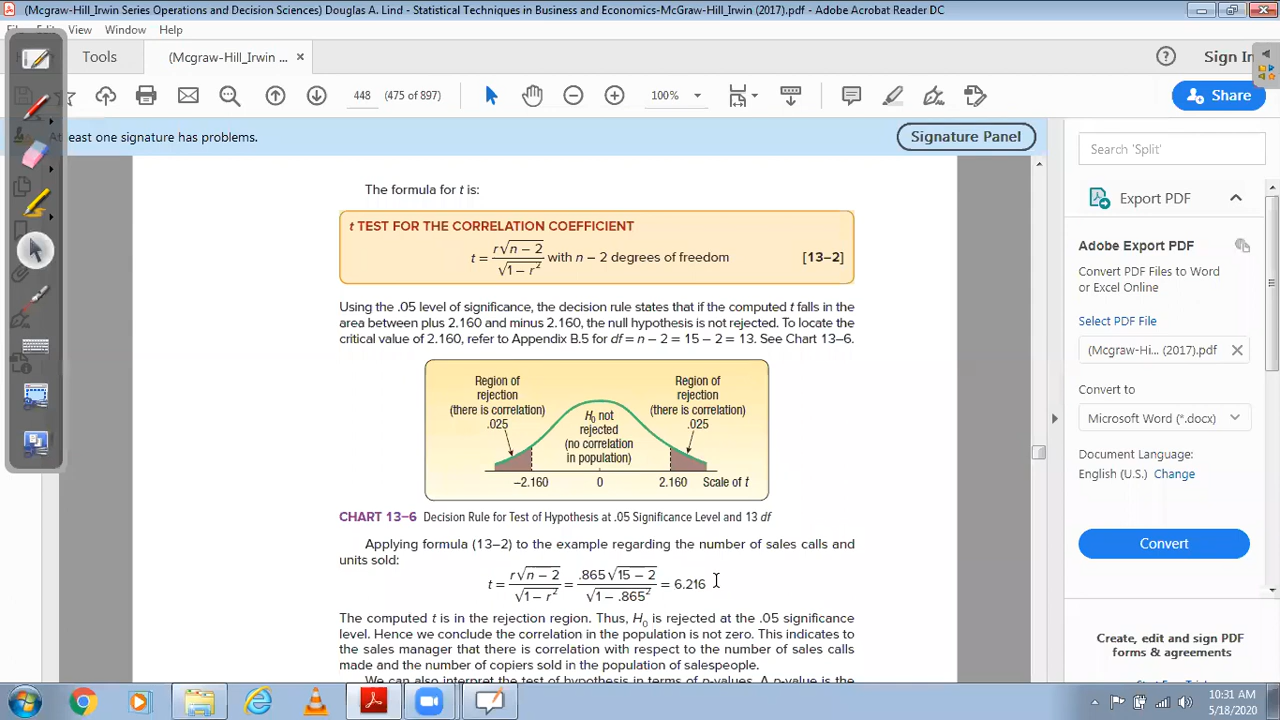 (Mcgraw-Hill_Irwin Series Operations and Decision Sciences) Douglas A. Lind - Statistical Techniques in Business and Economics-McGraw-Hill_Irwin (2017).pdf - Adobe Acrobat Reader DC
View Window Help
Tools (Mcgraw-Hill_Irwin ... × Sign In
448 (475 of 897) 100% Share
At least one signature has problems. Signature Panel
The formula for t is:
t TEST FOR THE CORRELATION COEFFICIENT
t = r√n − 2 / √1 − r² with n − 2 degrees of freedom [13–2]
Using the .05 level of significance, the decision rule states that if the computed t falls in the
area between plus 2.160 and minus 2.160, the null hypothesis is not rejected. To locate the
critical value of 2.160, refer to Appendix B.5 for df = n − 2 = 15 − 2 = 13. See Chart 13–6.
Region of
rejection
(there is correlation)
.025
H₀ not
rejected
(no correlation
in population)
Region of
rejection
(there is correlation)
.025
−2.160 0 2.160 Scale of t
CHART 13–6 Decision Rule for Test of Hypothesis at .05 Significance Level and 13 df
Applying formula (13–2) to the example regarding the number of sales calls and
units sold:
t = r√n − 2 / √1 − r² = .865√15 − 2 / √1 − .865² = 6.216
The computed t is in the rejection region. Thus, H₀ is rejected at the .05 significance
level. Hence we conclude the correlation in the population is not zero. This indicates to
the sales manager that there is correlation with respect to the number of sales calls
made and the number of copiers sold in the population of salespeople.
We can also interpret the test of hypothesis in terms of p-values. A p-value is the
Search 'Split'
Export PDF
Adobe Export PDF
Convert PDF Files to Word
or Excel Online
Select PDF File
(Mcgraw-Hi... (2017).pdf ×
Convert to
Microsoft Word (*.docx)
Document Language:
English (U.S.) Change
Convert
Create, edit and sign PDF
forms & agreements
10:31 AM
5/18/2020